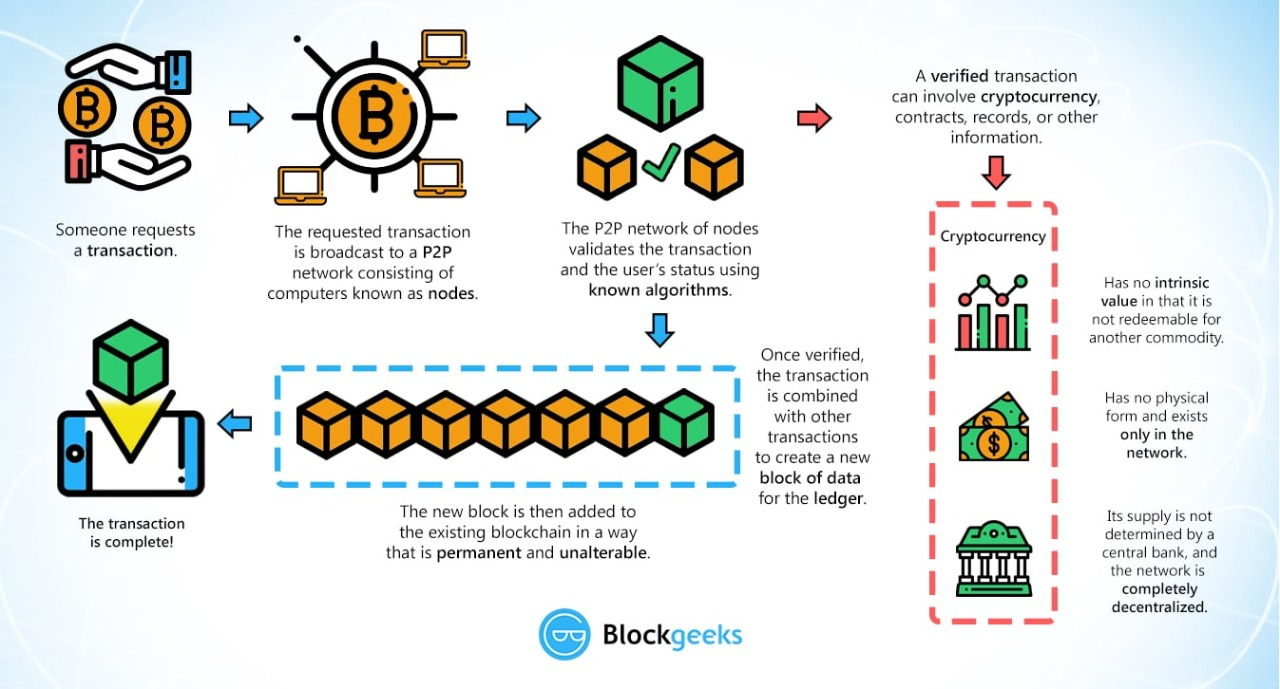 Someone requests
a transaction.
The requested transaction
is broadcast to a P2P
network consisting of
computers known as nodes.
The P2P network of nodes
validates the transaction
and the user's status using
known algorithms.
A verified transaction
can involve cryptocurrency,
contracts, records, or other
information.
Cryptocurrency
Has no intrinsic
value in that it is
not redeemable for
another commodity.
Has no physical
form and exists
only in the
network.
Its supply is not
determined by a
central bank, and
the network is
completely
decentralized.
Once verified,
the transaction
is combined
with other
transactions
to create a new
block of data
for the ledger.
The new block is then added to
the existing blockchain in a way
that is permanent and unalterable.
The transaction
is complete!
Blockgeeks